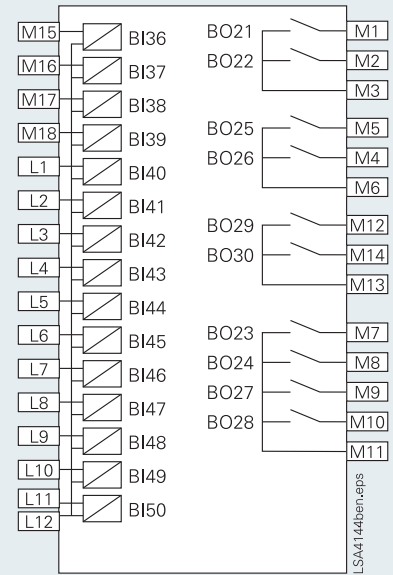 M15 BI36 BO21 M1
M16 BI37 BO22 M2
M17 BI38 M3
M18 BI39 BO25 M5
L1 BI40 BO26 M4
L2 BI41 M6
L3 BI42 BO29 M12
L4 BI43 BO30 M14
L5 BI44 M13
L6 BI45 BO23 M7
L7 BI46 BO24 M8
L8 BI47 BO27 M9
L9 BI48 BO28 M10
L10 BI49 M11
L11 BI50
L12
LSA4144ben.eps